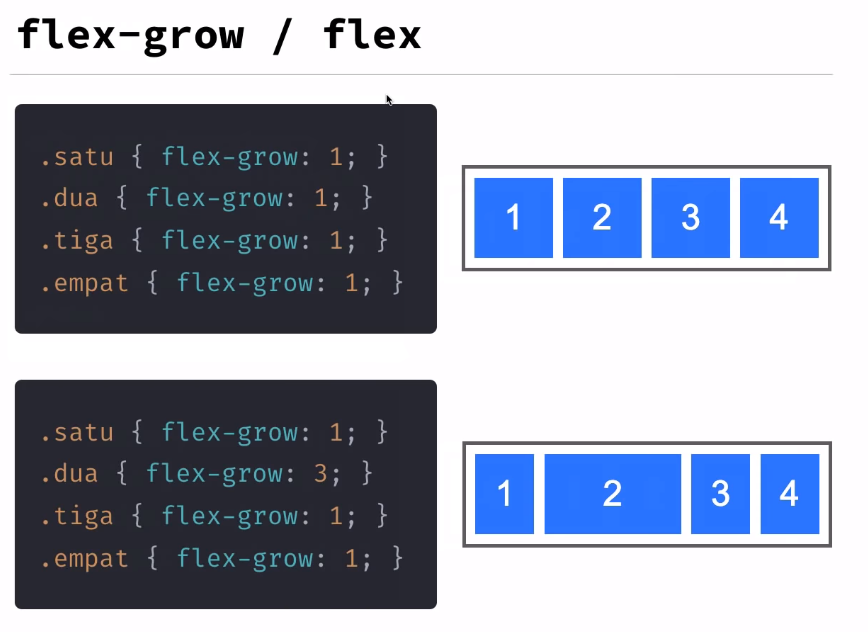 flex-grow / flex
.satu { flex-grow: 1; }
.dua { flex-grow: 1; }
.tiga { flex-grow: 1; }
.empat { flex-grow: 1; }
1 2 3 4
.satu { flex-grow: 1; }
.dua { flex-grow: 3; }
.tiga { flex-grow: 1; }
.empat { flex-grow: 1; }
1 2 3 4